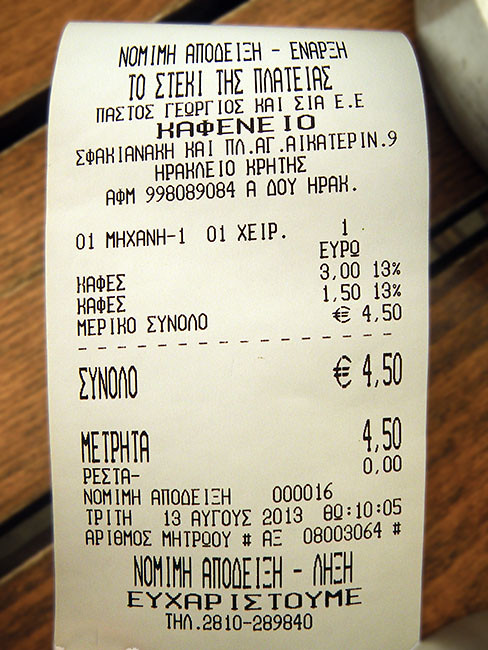 ΝΟΜΙΜΗ ΑΠΟΔΕΙΞΗ - ΕΝΑΡΞΗ
ΤΟ ΣΤΕΚΙ ΤΗΣ ΠΛΑΤΕΙΑΣ
ΠΑΣΤΟΣ ΓΕΩΡΓΙΟΣ ΚΑΙ ΣΙΑ Ε.Ε
ΚΑΦΕΝΕΙΟ
ΣΦΑΚΙΑΝΑΚΗ ΚΑΙ ΠΛ.ΑΓ.ΑΙΚΑΤΕΡΙΝ.9
ΗΡΑΚΛΕΙΟ ΚΡΗΤΗΣ
ΑΦΜ 998089084 Α ΔΟΥ ΗΡΑΚ.
01 ΜΗΧΑΝΗ-1 01 ΧΕΙΡ. 1
ΕΥΡΩ
ΚΑΦΕΣ 3,00 13%
ΚΑΦΕΣ 1,50 13%
ΜΕΡΙΚΟ ΣΥΝΟΛΟ € 4,50
ΣΥΝΟΛΟ € 4,50
ΜΕΤΡΗΤΑ 4,50
ΡΕΣΤΑ- 0,00
ΝΟΜΙΜΗ ΑΠΟΔΕΙΞΗ 000016
ΤΡΙΤΗ 13 ΑΥΓΟΥΣ 2013 ΘΩ:10:05
ΑΡΙΘΜΟΣ ΜΗΤΡΩΟΥ # ΑΞ 08003064 #
ΝΟΜΙΜΗ ΑΠΟΔΕΙΞΗ - ΛΗΞΗ
ΕΥΧΑΡΙΣΤΟΥΜΕ
ΤΗΛ.2810-289840